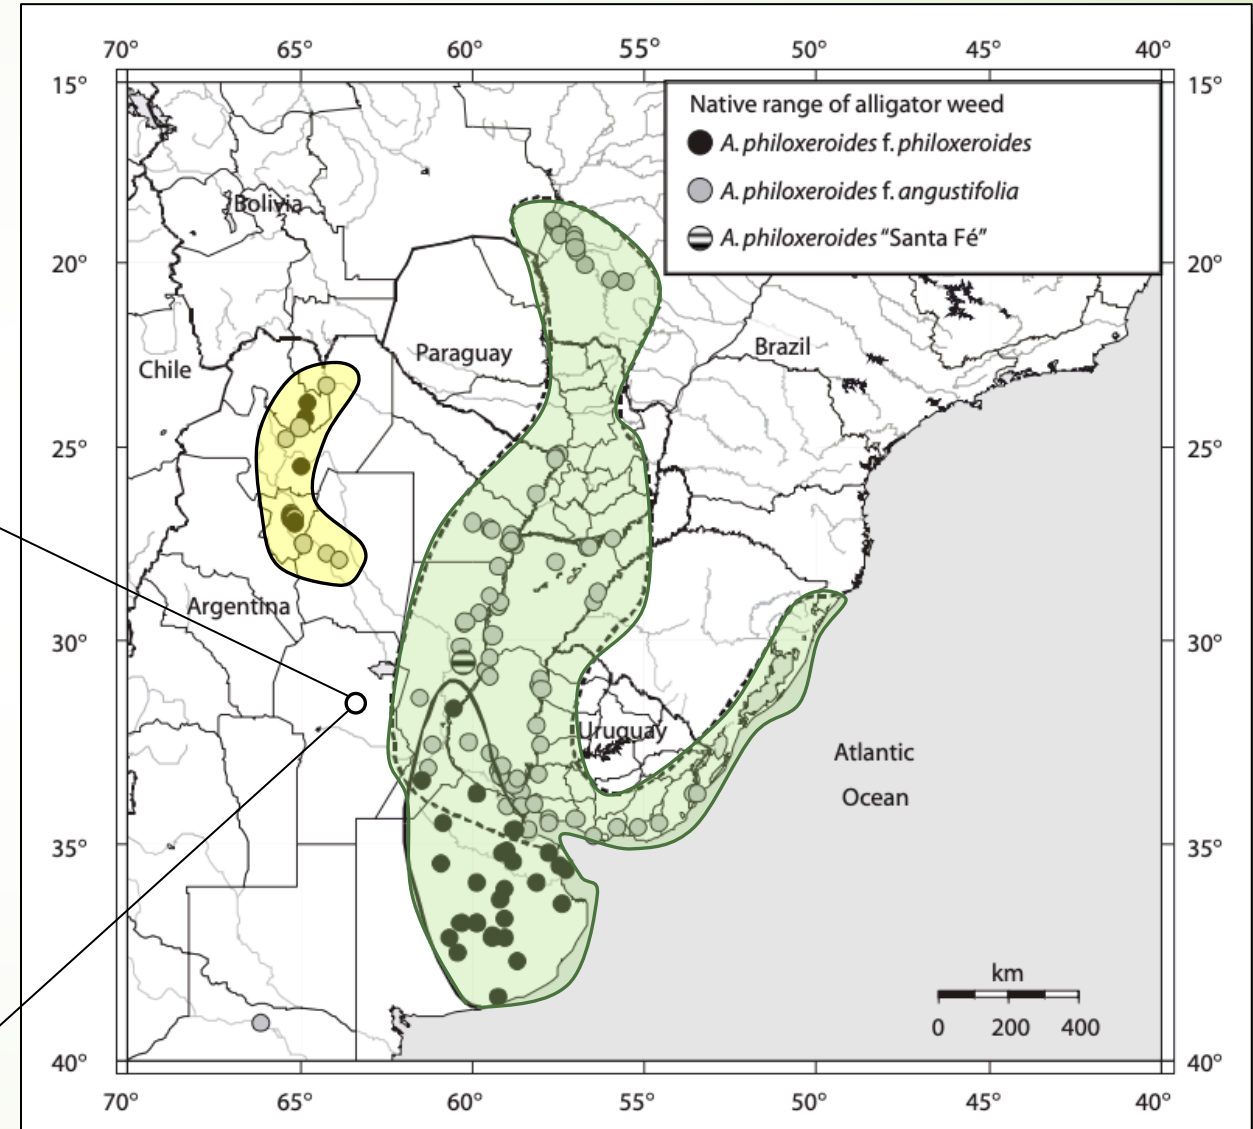 70° 65° 60° 55° 50° 45° 40°
15° 15°
Native range of alligator weed
A. philoxeroides f. philoxeroides
A. philoxeroides f. angustifolia
A. philoxeroides “Santa Fé”
Bolivia
20° 20°
Paraguay
Brazil
Chile
25° 25°
Argentina
30° 30°
Uruguay
Atlantic
Ocean
35° 35°
km
0 200 400
40° 40°
70° 65° 60° 55° 50° 45° 40°